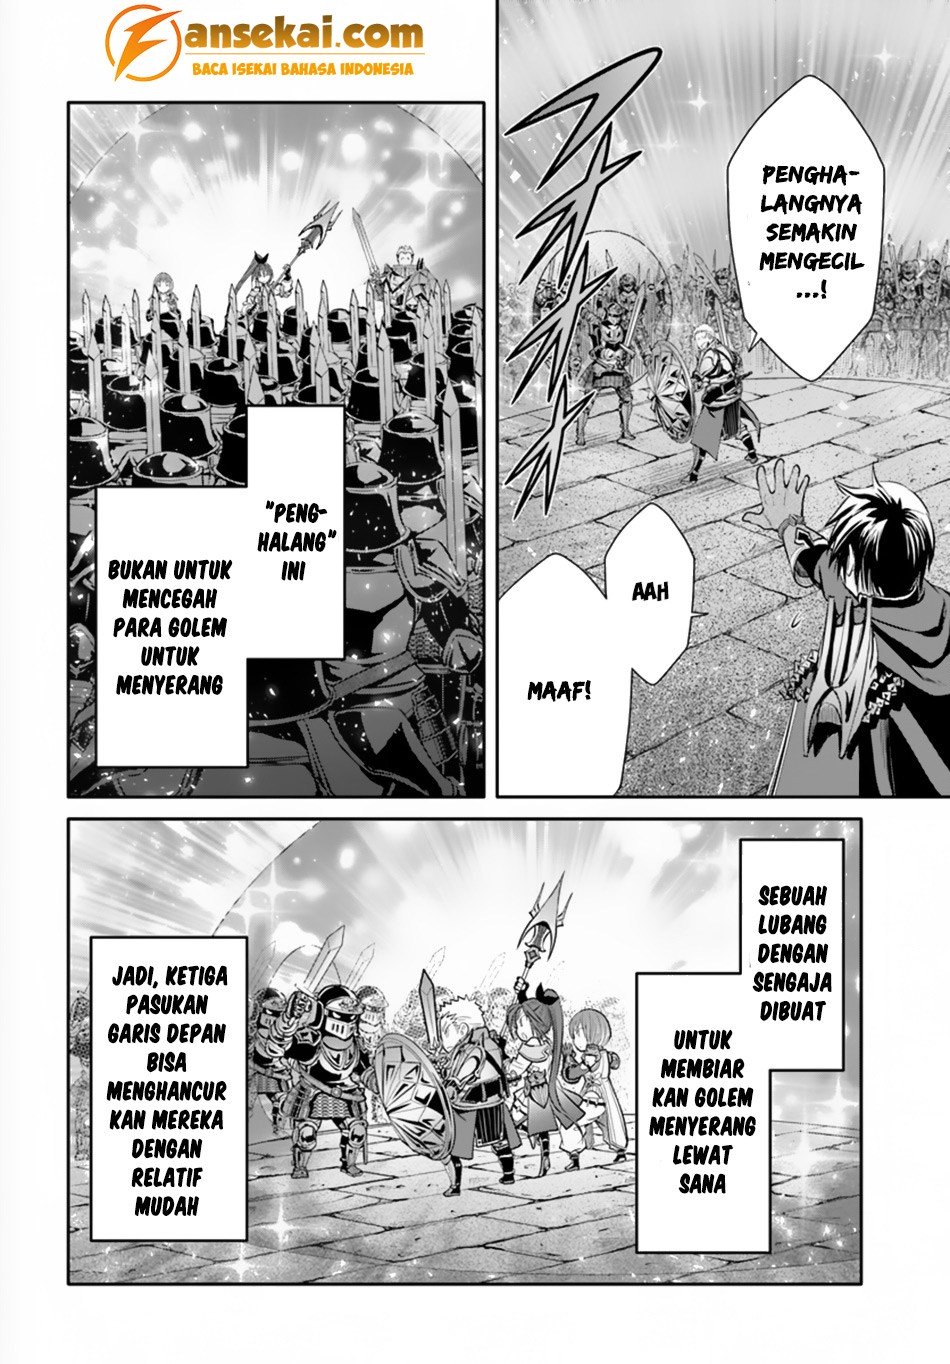 ansekai.com
BACA ISEKAI BAHASA INDONESIA
PENGHA-
LANGNYA
SEMAKIN
MENGECIL
...!
AAH
MAAF!
"PENG-
HALANG"
INI
BUKAN UNTUK
MENCEGAH
PARA GOLEM
UNTUK
MENYERANG
SEBUAH
LUBANG
DENGAN
SENGAJA
DIBUAT
UNTUK
MEMBIAR
KAN GOLEM
MENYERANG
LEWAT
SANA
JADI, KETIGA
PASUKAN
GARIS DEPAN
BISA
MENGHANCUR
KAN MEREKA
DENGAN
RELATIF
MUDAH